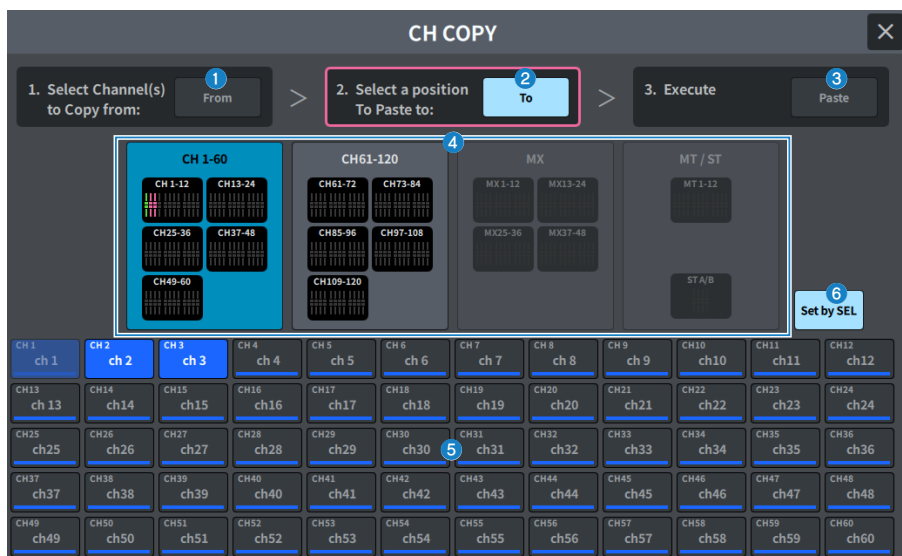 CH COPY
1. Select Channel(s)
to Copy from:
1
From
>
2. Select a position
To Paste to:
2
To
>
3. Execute
3
Paste
4
CH 1-60
CH 1-12 CH13-24
CH25-36 CH37-48
CH49-60
CH61-120
CH61-72 CH73-84
CH85-96 CH97-108
CH109-120
MX
MX1-12 MX13-24
MX25-36 MX37-48
MT / ST
MT1-12
ST A/B
6
Set by SEL
CH 1 CH 2 CH 3 CH 4 CH 5 CH 6 CH 7 CH 8 CH 9 CH10 CH11 CH12
ch 1 ch 2 ch 3 ch 4 ch 5 ch 6 ch 7 ch 8 ch 9 ch10 ch11 ch12
CH13 CH14 CH15 CH16 CH17 CH18 CH19 CH20 CH21 CH22 CH23 CH24
ch 13 ch14 ch15 ch16 ch17 ch18 ch19 ch20 ch21 ch22 ch23 ch24
CH25 CH26 CH27 CH28 CH29 CH30 CH31 CH32 CH33 CH34 CH35 CH36
ch25 ch26 ch27 ch28 ch29 ch30 5 ch31 ch32 ch33 ch34 ch35 ch36
CH37 CH38 CH39 CH40 CH41 CH42 CH43 CH44 CH45 CH46 CH47 CH48
ch37 ch38 ch39 ch40 ch41 ch42 ch43 ch44 ch45 ch46 ch47 ch48
CH49 CH50 CH51 CH52 CH53 CH54 CH55 CH56 CH57 CH58 CH59 CH60
ch49 ch50 ch51 ch52 ch53 ch54 ch55 ch56 ch57 ch58 ch59 ch60